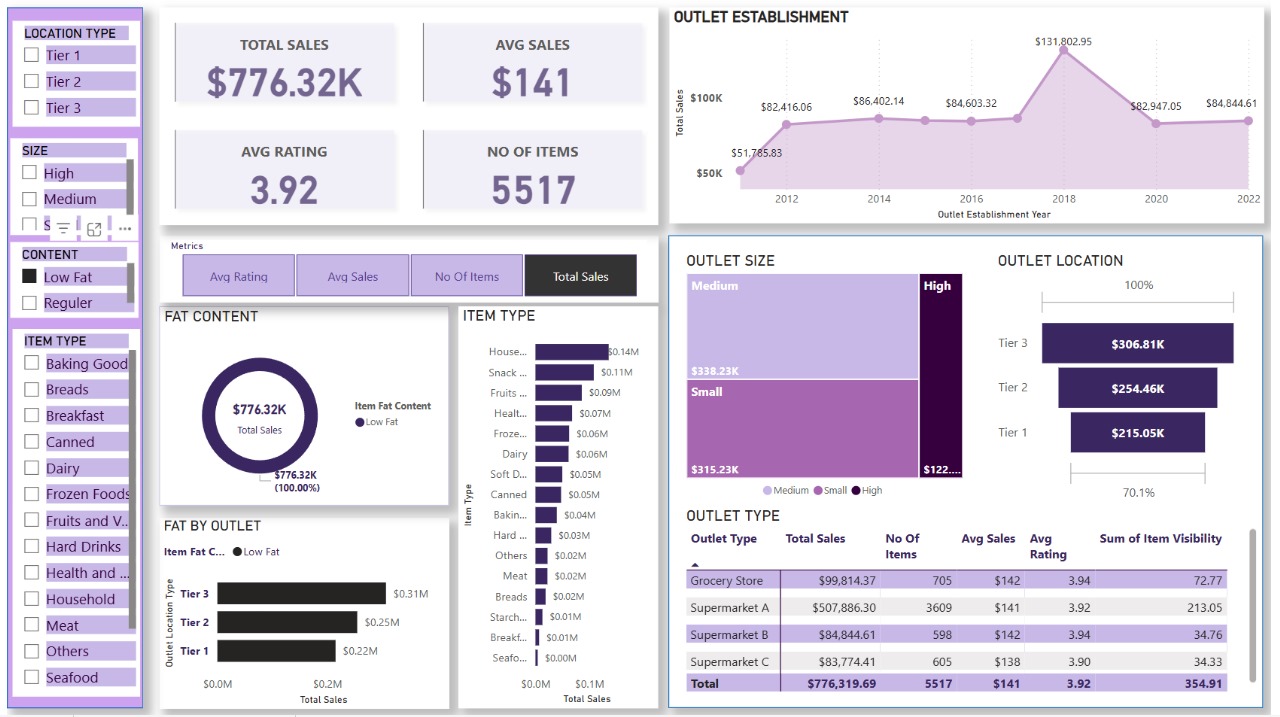 LOCATION TYPE
Tier 1
Tier 2
Tier 3
SIZE
High
Medium
CONTENT
Low Fat
Reguler
ITEM TYPE
Baking Good
Breads
Breakfast
Canned
Dairy
Frozen Foods
Fruits and V...
Hard Drinks
Health and ...
Household
Meat
Others
Seafood
TOTAL SALES
$776.32K
AVG SALES
$141
AVG RATING
3.92
NO OF ITEMS
5517
Metrics
Avg Rating Avg Sales No Of Items Total Sales
FAT CONTENT
$776.32K
Total Sales
$776.32K
(100.00%)
Item Fat Content
Low Fat
FAT BY OUTLET
Item Fat C... Low Fat
Outlet Location Type
Tier 3 $0.31M
Tier 2 $0.25M
Tier 1 $0.22M
$0.0M $0.2M
Total Sales
ITEM TYPE
Item Type
House... $0.14M
Snack ... $0.11M
Fruits ... $0.09M
Healt... $0.07M
Froze... $0.06M
Dairy $0.06M
Soft D... $0.05M
Canned $0.05M
Bakin... $0.04M
Hard ... $0.03M
Others $0.02M
Meat $0.02M
Breads $0.02M
Starch... $0.01M
Breakf... $0.01M
Seafo... $0.00M
$0.0M $0.1M
Total Sales
OUTLET ESTABLISHMENT
Total Sales
$100K
$50K
$51,785.83
$82,416.06
$86,402.14
$84,603.32
$131,802.95
$82,947.05
$84,844.61
2012 2014 2016 2018 2020 2022
Outlet Establishment Year
OUTLET SIZE
Medium
$338.23K
Small
$315.23K
High
$122....
Medium Small High
OUTLET LOCATION
100%
Tier 3 $306.81K
Tier 2 $254.46K
Tier 1 $215.05K
70.1%
OUTLET TYPE
Outlet Type Total Sales No Of Items Avg Sales Avg Rating Sum of Item Visibility
Grocery Store $99,814.37 705 $142 3.94 72.77
Supermarket A $507,886.30 3609 $141 3.92 213.05
Supermarket B $84,844.61 598 $142 3.94 34.76
Supermarket C $83,774.41 605 $138 3.90 34.33
Total $776,319.69 5517 $141 3.92 354.91